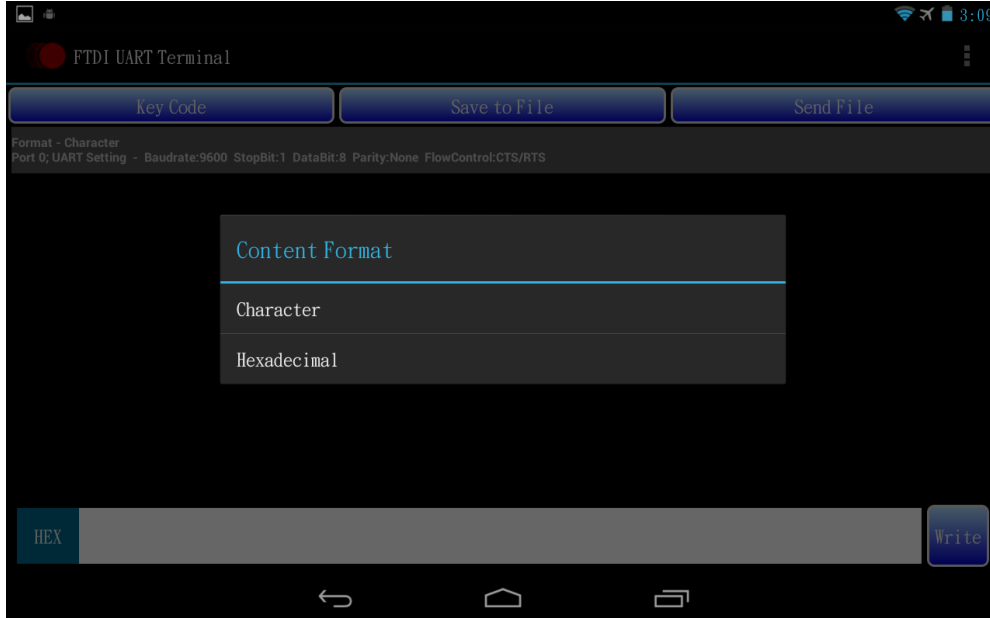 3:09
FTDI UART Terminal
Key Code Save to File Send File
Format - Character
Port 0; UART Setting - Baudrate:9600 StopBit:1 DataBit:8 Parity:None FlowControl:CTS/RTS
Content Format
Character
Hexadecimal
HEX Write